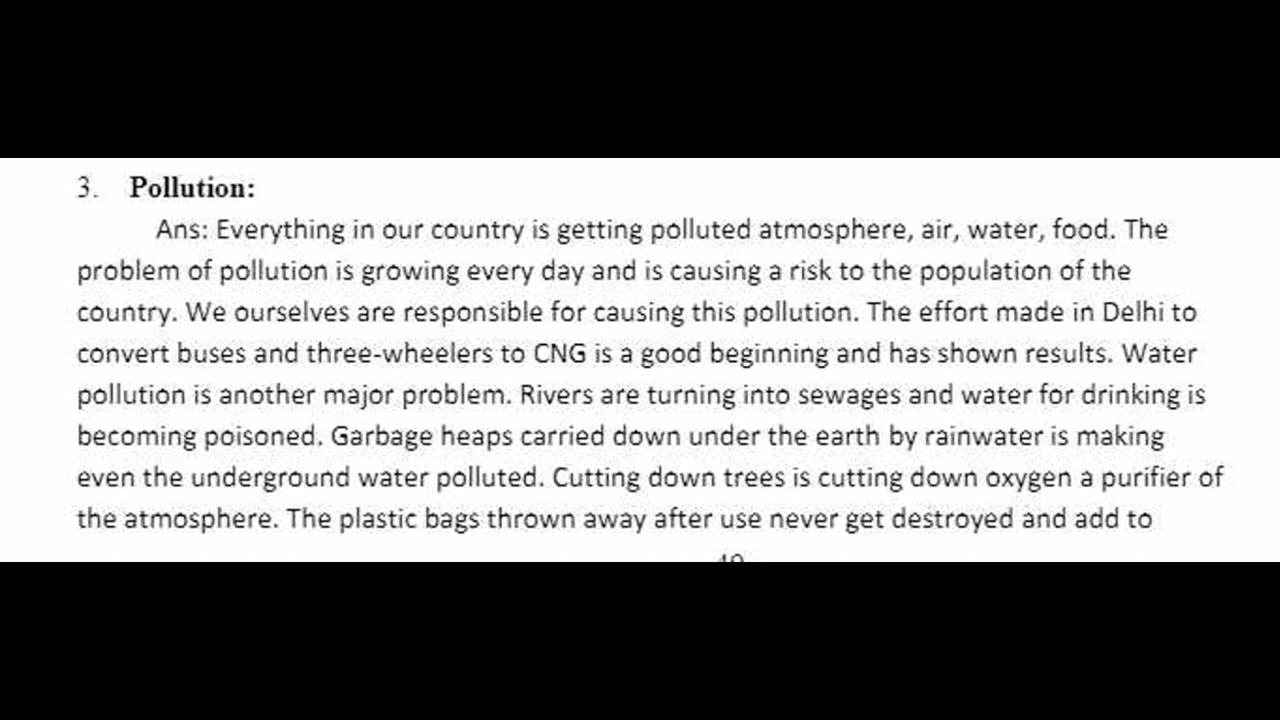 3. Pollution:
Ans: Everything in our country is getting polluted atmosphere, air, water, food. The
problem of pollution is growing every day and is causing a risk to the population of the
country. We ourselves are responsible for causing this pollution. The effort made in Delhi to
convert buses and three-wheelers to CNG is a good beginning and has shown results. Water
pollution is another major problem. Rivers are turning into sewages and water for drinking is
becoming poisoned. Garbage heaps carried down under the earth by rainwater is making
even the underground water polluted. Cutting down trees is cutting down oxygen a purifier of
the atmosphere. The plastic bags thrown away after use never get destroyed and add to